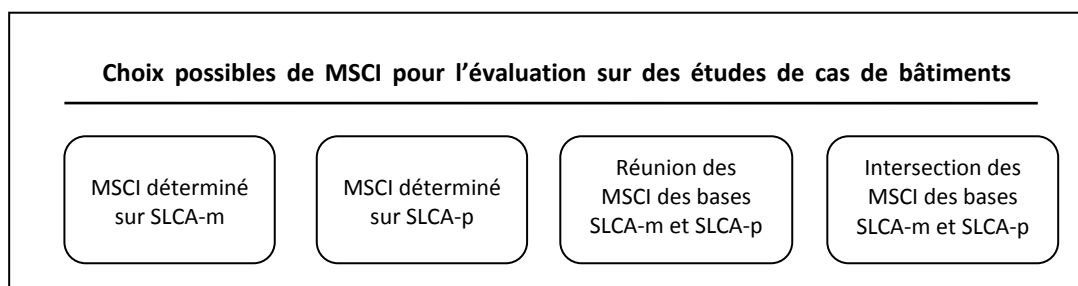 Choix possibles de MSCI pour l’évaluation sur des études de cas de bâtiments
MSCI déterminé
sur SLCA-m
MSCI déterminé
sur SLCA-p
Réunion des
MSCI des bases
SLCA-m et SLCA-p
Intersection des
MSCI des bases
SLCA-m et SLCA-p